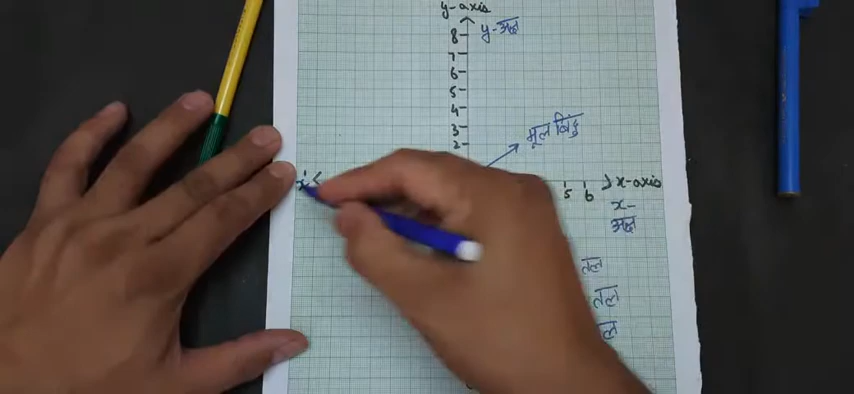 y-axis
y-अक्ष
8
7
6
5
4
3
2
मूल बिंदु
x'
5 6
x-axis
x-
अक्ष
तल
तल
ल